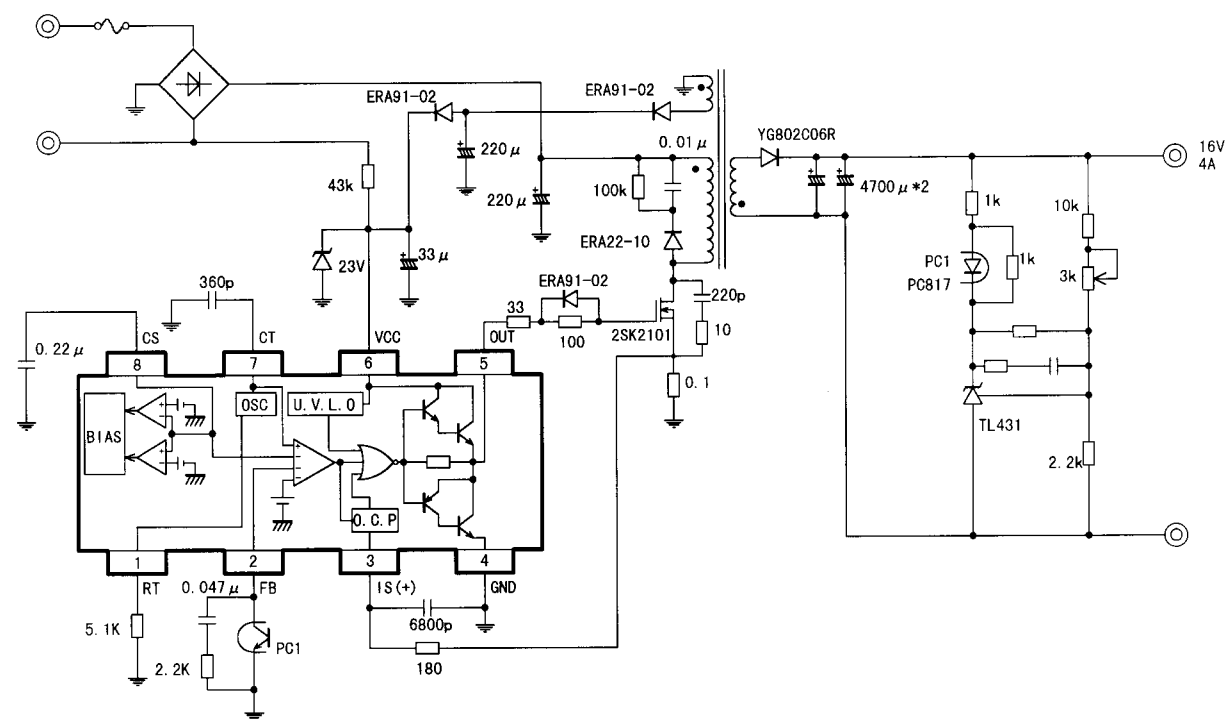 ERA91-02
ERA91-02
YG802C06R
0.01μ
220μ
16V
4A
43k
100k
4700μ*2
220μ
1k
10k
ERA22-10
23V
33μ
PC1
PC817
1k
3k
360p
ERA91-02
220p
33
CS
CT
VCC
OUT
100
2SK2101
10
0.22μ
8
7
6
5
0.1
OSC
U.V.L.O
BIAS
TL431
2.2k
O.C.P
1
2
3
4
RT
0.047μ
FB
IS(+)
GND
6800p
5.1K
PC1
2.2K
180